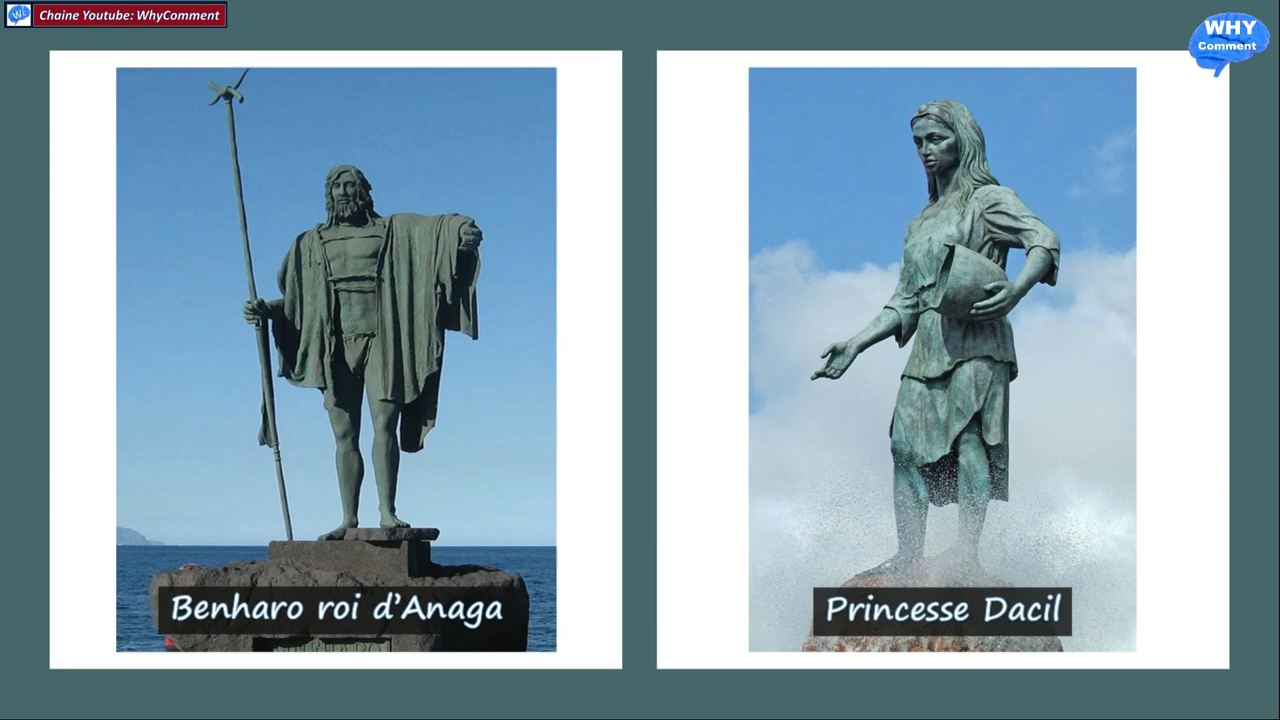 Chaine Youtube: WhyComment
WHY
Comment
Benharo roi d'Anaga
Princesse Dacil